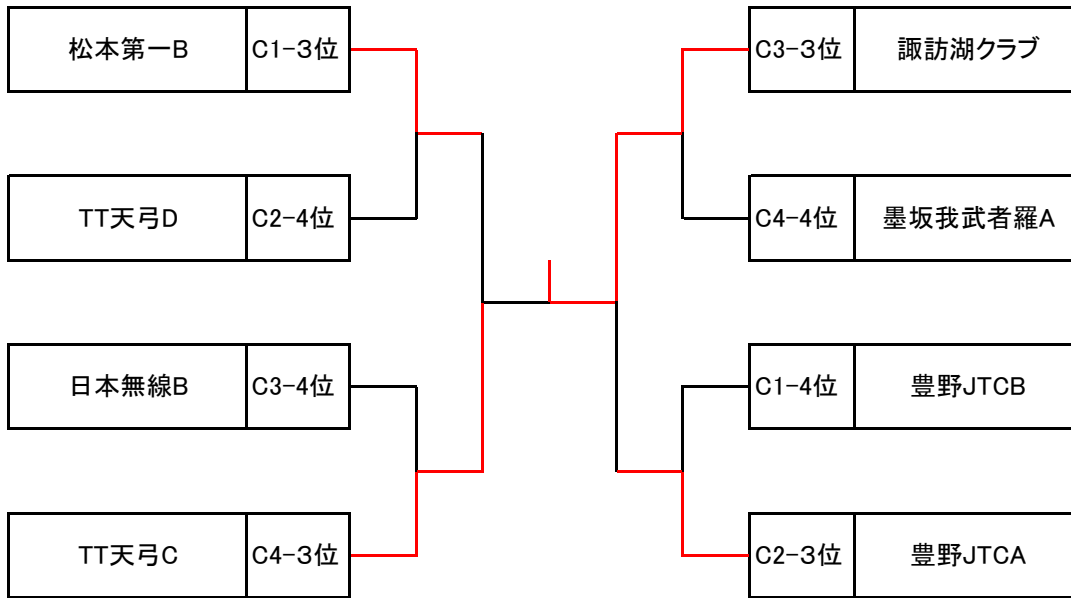 松本第一B C1-3位
TT天弓D C2-4位
日本無線B C3-4位
TT天弓C C4-3位
C3-3位 諏訪湖クラブ
C4-4位 墨坂我武者羅A
C1-4位 豊野JTCB
C2-3位 豊野JTCA